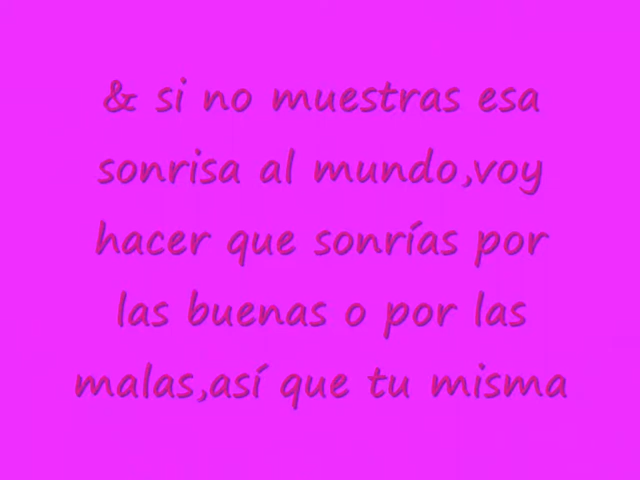 & si no muestras esa
sonrisa al mundo,voy
hacer que sonrías por
las buenas o por las
malas,así que tu misma